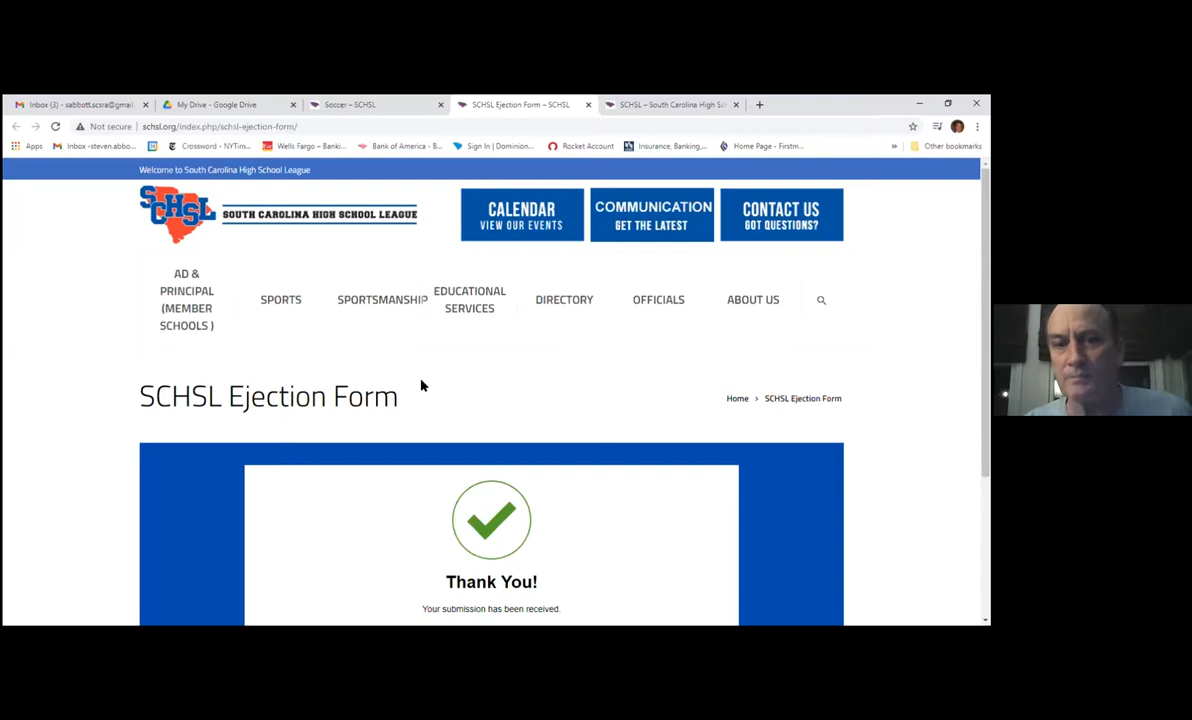 Inbox (3) - sabbott.scsra@gmail.
My Drive - Google Drive
Soccer – SCHSL
SCHSL Ejection Form – SCHSL
SCHSL – South Carolina High Sc
Not secure
schsl.org/index.php/schsl-ejection-form/
Apps
Inbox -steven.abbo...
Crossword - NYTim...
Wells Fargo – Banki...
Bank of America - B...
Sign In | Dominion...
Rocket Account
Insurance, Banking,...
Home Page - Firstm...
»
Other bookmarks
Welcome to South Carolina High School League
SCHSL
SOUTH CAROLINA HIGH SCHOOL LEAGUE
CALENDAR
VIEW OUR EVENTS
COMMUNICATION
GET THE LATEST
CONTACT US
GOT QUESTIONS?
AD &
PRINCIPAL
(MEMBER
SCHOOLS )
SPORTS
SPORTSMANSHIP
EDUCATIONAL
SERVICES
DIRECTORY
OFFICIALS
ABOUT US
SCHSL Ejection Form
Home > SCHSL Ejection Form
Thank You!
Your submission has been received.